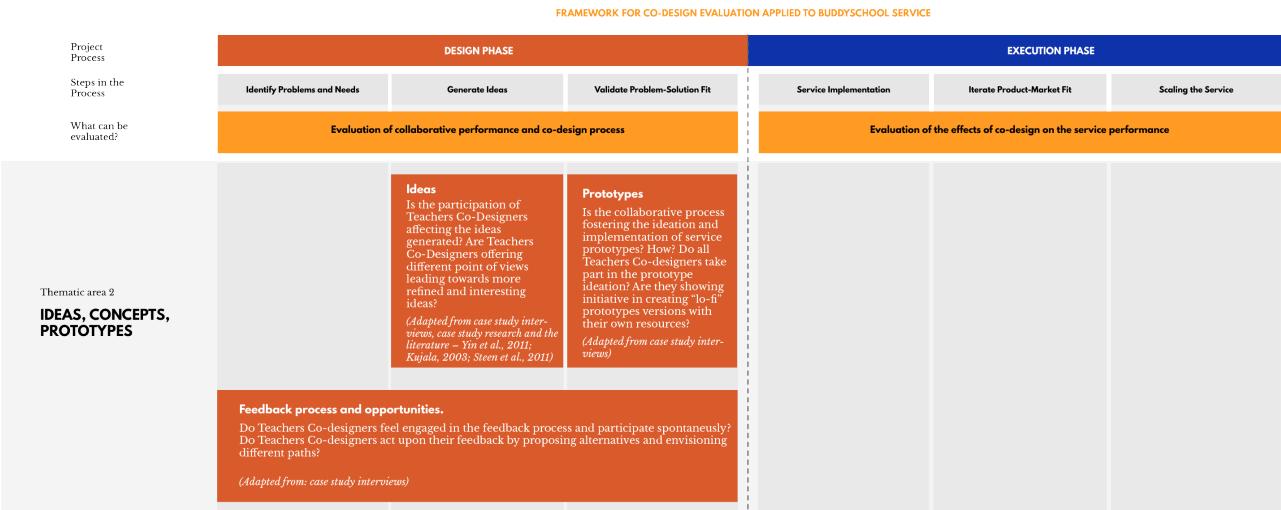 FRAMEWORK FOR CO-DESIGN EVALUATION APPLIED TO BUDDYSCHOOL SERVICE
Project
Process
DESIGN PHASE
EXECUTION PHASE
Steps in the
Process
Identify Problems and Needs
Generate Ideas
Validate Problem-Solution Fit
Service Implementation
Iterate Product-Market Fit
Scaling the Service
What can be
evaluated?
Evaluation of collaborative performance and co-design process
Evaluation of the effects of co-design on the service performance
Thematic area 2
IDEAS, CONCEPTS,
PROTOTYPES
Ideas
Is the participation of
Teachers Co-Designers
affecting the ideas
generated? Are Teachers
Co-Designers offering
different point of views
leading towards more
refined and interesting
ideas?
(Adapted from case study inter-
views, case study research and the
literature – Yin et al., 2011;
Kujala, 2003; Steen et al., 2011)
Prototypes
Is the collaborative process
fostering the ideation and
implementation of service
prototypes? How? Do all
Teachers Co-designers take
part in the prototype
ideation? Are they showing
initiative in creating “lo-fi”
prototypes versions with
their own resources?
(Adapted from case study inter-
views)
Feedback process and opportunities.
Do Teachers Co-designers feel engaged in the feedback process and participate spontaneusly?
Do Teachers Co-designers act upon their feedback by proposing alternatives and envisioning
different paths?
(Adapted from: case study interviews)